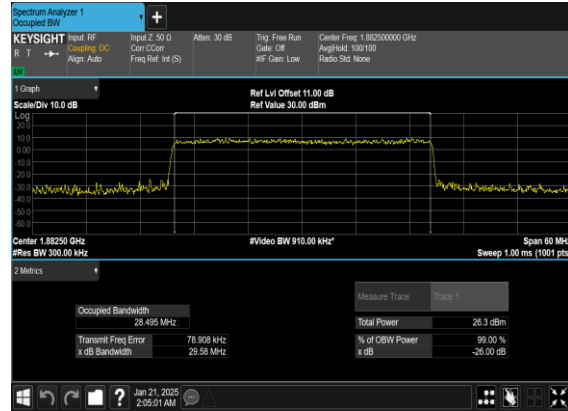 Spectrum Analyzer 1
Occupied BW
KEYSIGHT
R T
LM
Input: RF
Coupling: DC
Align: Auto
Input Z: 50 Ω
Corr CCorr
Freq Ref: Int (S)
Atten: 30 dB
Trig: Free Run
Gate: Off
#IF Gain: Low
Center Freq: 1.882500000 GHz
Avg|Hold: 100/100
Radio Std: None
1 Graph
Scale/Div 10.0 dB
Ref Lvl Offset 11.00 dB
Ref Value 30.00 dBm
Log
20.0
10.0
0.00
-10.0
-20.0
-30.0
-40.0
-50.0
-60.0
Center 1.88250 GHz
#Res BW 300.00 kHz
#Video BW 910.00 kHz*
Span 60 MHz
Sweep 1.00 ms (1001 pts)
2 Metrics
Measure Trace
Trace 1
Occupied Bandwidth
28.495 MHz
Total Power
26.3 dBm
Transmit Freq Error
78.908 kHz
% of OBW Power
99.00 %
x dB Bandwidth
29.58 MHz
x dB
-26.00 dB
?
Jan 21, 2025
2:05:01 AM